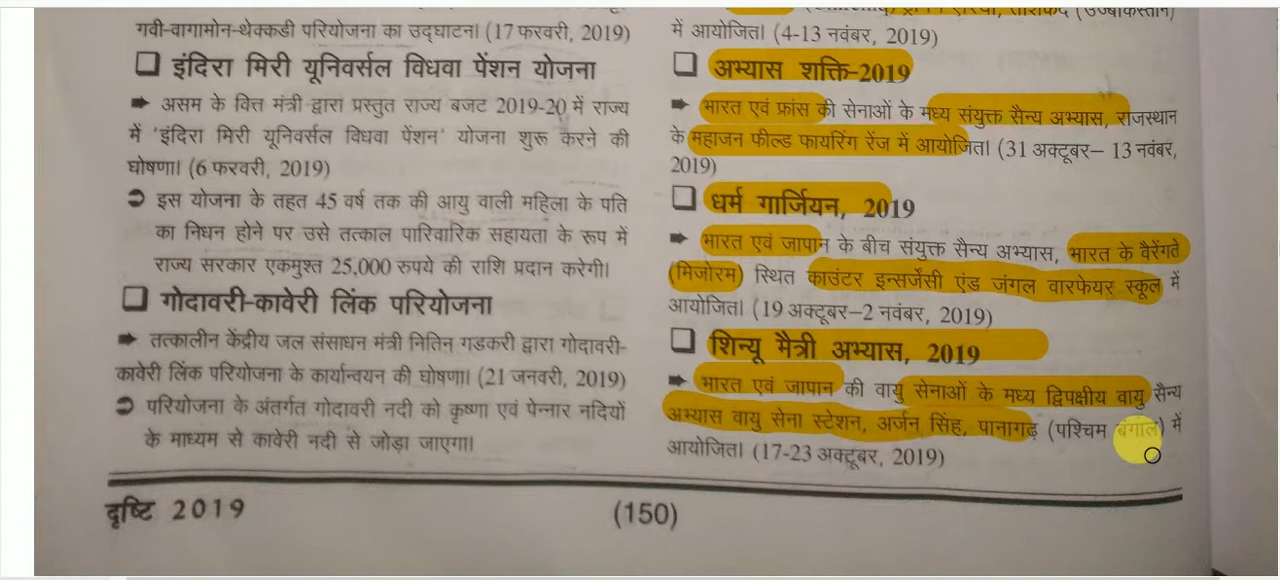 गवी-वागामोन-थेक्कडी परियोजना का उद्घाटन। (17 फरवरी, 2019)
❑ इंदिरा मिरी यूनिवर्सल विधवा पेंशन योजना
➡ असम के वित्त मंत्री द्वारा प्रस्तुत राज्य बजट 2019-20 में राज्य
में 'इंदिरा मिरी यूनिवर्सल विधवा पेंशन' योजना शुरू करने की
घोषणा। (6 फरवरी, 2019)
➲ इस योजना के तहत 45 वर्ष तक की आयु वाली महिला के पति
का निधन होने पर उसे तत्काल पारिवारिक सहायता के रूप में
राज्य सरकार एकमुश्त 25,000 रुपये की राशि प्रदान करेगी।
❑ गोदावरी-कावेरी लिंक परियोजना
➡ तत्कालीन केंद्रीय जल संसाधन मंत्री नितिन गडकरी द्वारा गोदावरी-
कावेरी लिंक परियोजना के कार्यान्वयन की घोषणा। (21 जनवरी, 2019)
➲ परियोजना के अंतर्गत गोदावरी नदी को कृष्णा एवं पेन्नार नदियों
के माध्यम से कावेरी नदी से जोड़ा जाएगा।
में आयोजित। (4-13 नवंबर, 2019)
❑ अभ्यास शक्ति-2019
➡ भारत एवं फ्रांस की सेनाओं के मध्य संयुक्त सैन्य अभ्यास, राजस्थान
के महाजन फील्ड फायरिंग रेंज में आयोजित। (31 अक्टूबर– 13 नवंबर,
2019)
❑ धर्म गार्जियन, 2019
➡ भारत एवं जापान के बीच संयुक्त सैन्य अभ्यास, भारत के वैरेंगते
(मिजोरम) स्थित काउंटर इन्सर्जेंसी एंड जंगल वारफेयर स्कूल में
आयोजित। (19 अक्टूबर–2 नवंबर, 2019)
❑ शिन्यू मैत्री अभ्यास, 2019
➡ भारत एवं जापान की वायु सेनाओं के मध्य द्विपक्षीय वायु सैन्य
अभ्यास वायु सेना स्टेशन, अर्जन सिंह, पानागढ़ (पश्चिम बंगाल) में
आयोजित। (17-23 अक्टूबर, 2019)
दृष्टि 2019
(150)